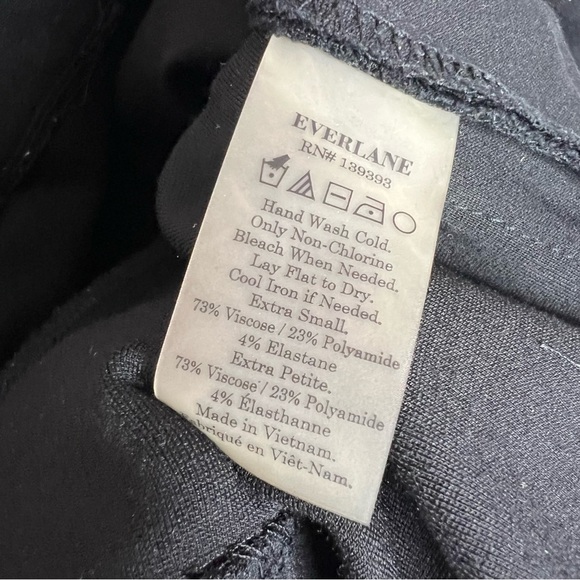 EVERLANE
RN# 139393
Hand Wash Cold.
Only Non-Chlorine
Bleach When Needed.
Lay Flat to Dry.
Cool Iron if Needed.
Extra Small.
73% Viscose / 23% Polyamide
4% Elastane
Extra Petite.
73% Viscose / 23% Polyamide
4% Élasthanne
Made in Vietnam.
Fabriqué en Viêt-Nam.